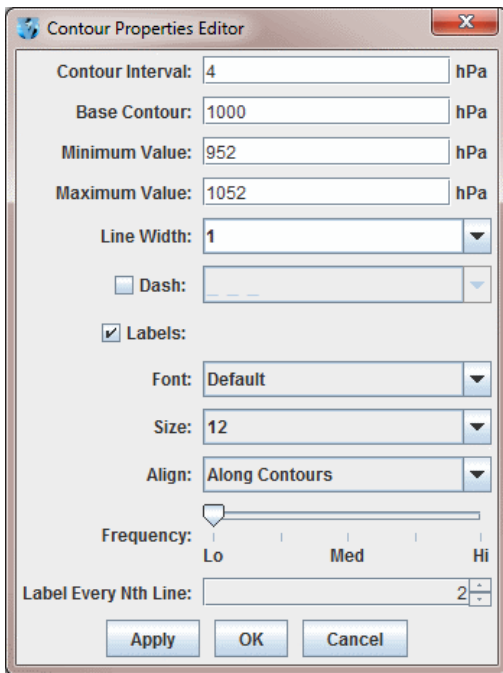 Contour Properties Editor
Contour Interval: 4 hPa
Base Contour: 1000 hPa
Minimum Value: 952 hPa
Maximum Value: 1052 hPa
Line Width: 1
Dash: _ _ _
Labels:
Font: Default
Size: 12
Align: Along Contours
Frequency:
Lo Med Hi
Label Every Nth Line: 2
Apply OK Cancel